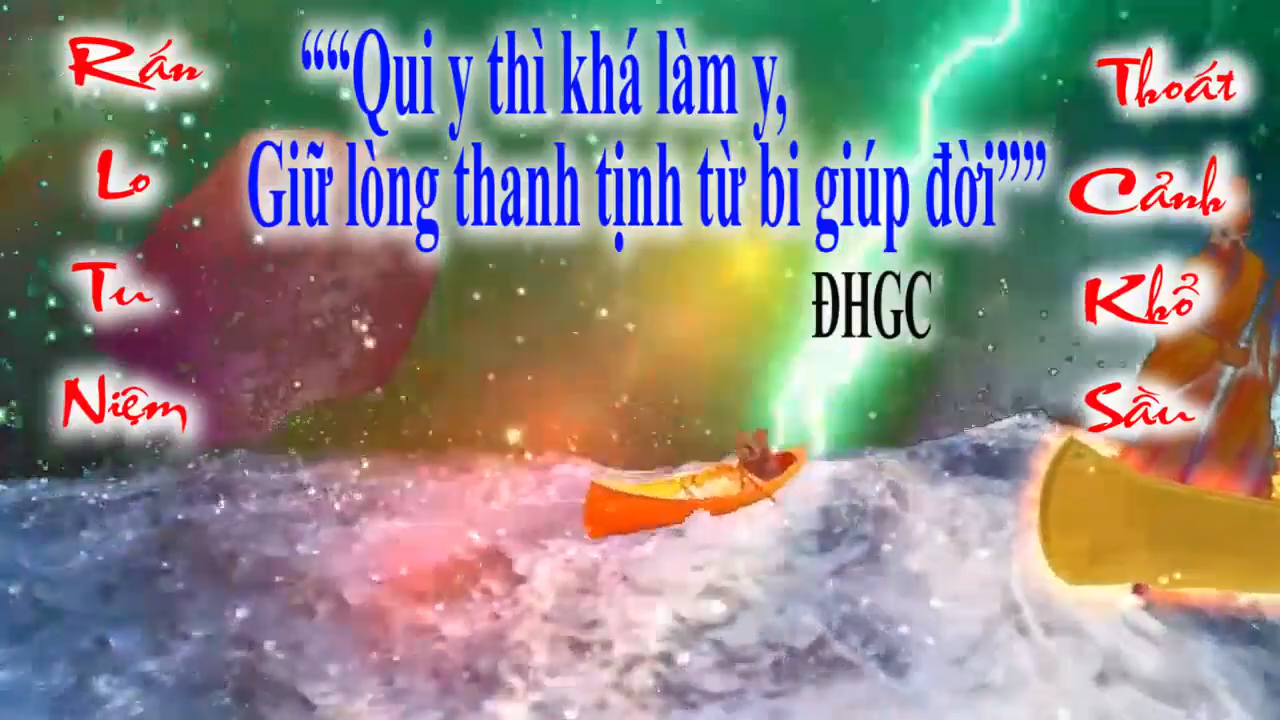 Rán
Lo
Tu
Niệm
““Qui y thì khá làm y,
Giữ lòng thanh tịnh từ bi giúp đời””
ĐHGC
Thoát
Cảnh
Khổ
Sầu